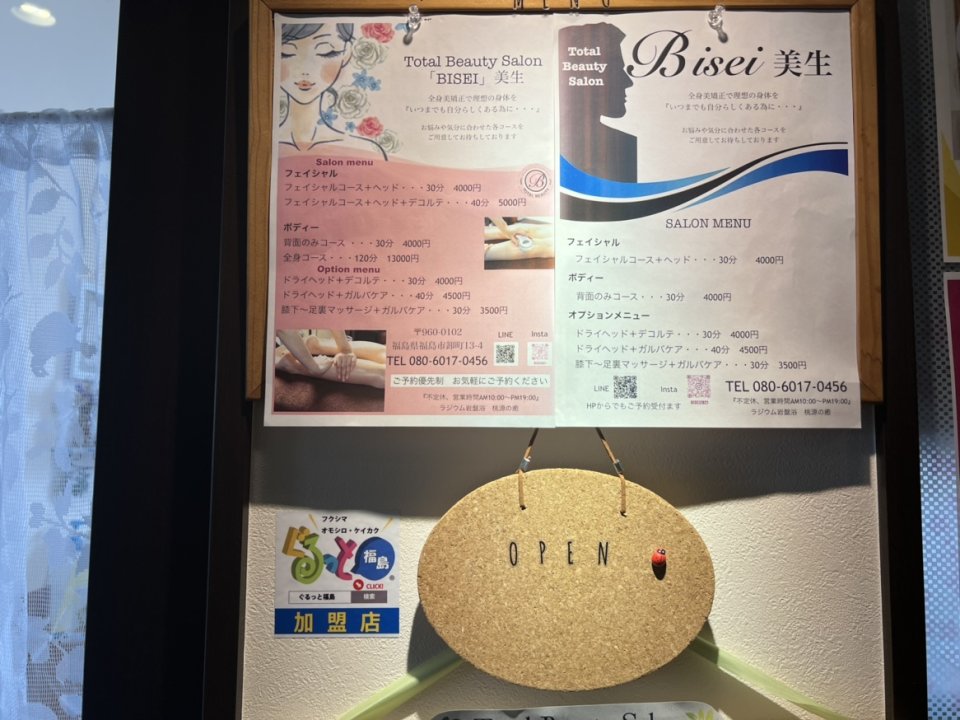 MENU
Total Beauty Salon
「BISEI」美生
全身美矯正で理想の身体を
『いつまでも自分らしくある為に・・・』
お悩みや気分に合わせた各コースを
ご用意してお待ちしております
Salon menu
フェイシャル
フェイシャルコース＋ヘッド・・・30分 4000円
フェイシャルコース＋ヘッド＋デコルテ・・・40分 5000円
ボディー
背面のみコース ・・・30分 4000円
全身コース・・・120分 13000円
Option menu
ドライヘッド＋デコルテ・・・30分 4000円
ドライヘッド＋ガルバケア・・・40分 4500円
膝下〜足裏マッサージ＋ガルバケア・・・30分 3500円
〒960-0102
福島県福島市鎌田卸町13-4
TEL 080-6017-0456
LINE Insta
ご予約優先制 お気軽にご予約ください
『不定休、営業時間AM10:00〜PM19:00』
ラジウム岩盤浴 桃源の癒
Total
Beauty
Salon
Bisei 美生
全身美矯正で理想の身体を
『いつまでも自分らしくある為に・・・』
お悩みや気分に合わせた各コースを
ご用意してお待ちしております
SALON MENU
フェイシャル
フェイシャルコース＋ヘッド・・・30分 4000円
ボディー
背面のみコース・・・30分 4000円
オプションメニュー
ドライヘッド＋デコルテ・・・30分 4000円
ドライヘッド＋ガルバケア・・・40分 4500円
膝下〜足裏マッサージ＋ガルバケア・・・30分 3500円
LINE Insta
TEL 080-6017-0456
HPからでもご予約受付ます
『不定休、営業時間AM10:00〜PM19:00』
ラジウム岩盤浴 桃源の癒
OPEN
フクシマ
オモシロ・ケイカク
ぐるっと福島
CLICK!
ぐるっと福島 検索
加盟店
Total Beauty Salon